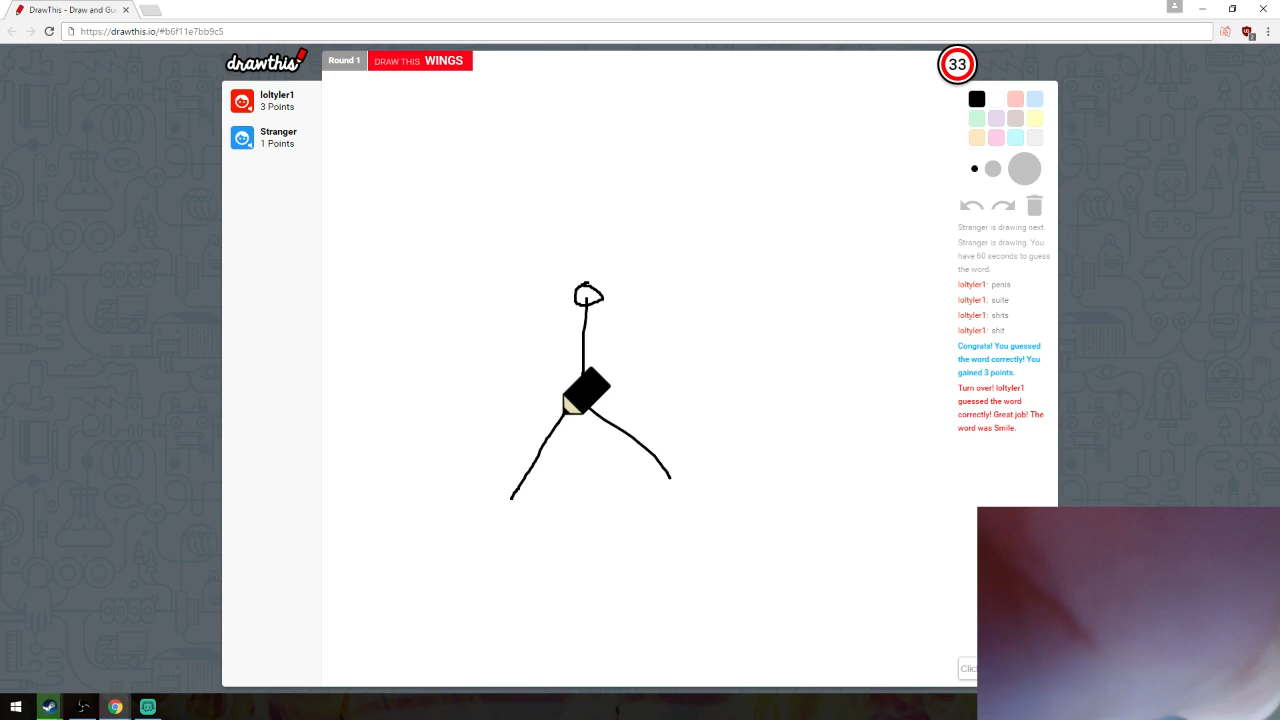 DrawThis - Draw and Gu
https://drawthis.io/#b6f11e7bb9c5
drawthis
Round 1
DRAW THIS WINGS
33
loltyler1
3 Points
Stranger
1 Points
Stranger is drawing next.
Stranger is drawing. You
have 60 seconds to guess
the word.
loltyler1: penis
loltyler1: suite
loltyler1: shits
loltyler1: shit
Congrats! You guessed
the word correctly! You
gained 3 points.
Turn over! loltyler1
guessed the word
correctly! Great job! The
word was Smile.
Clic